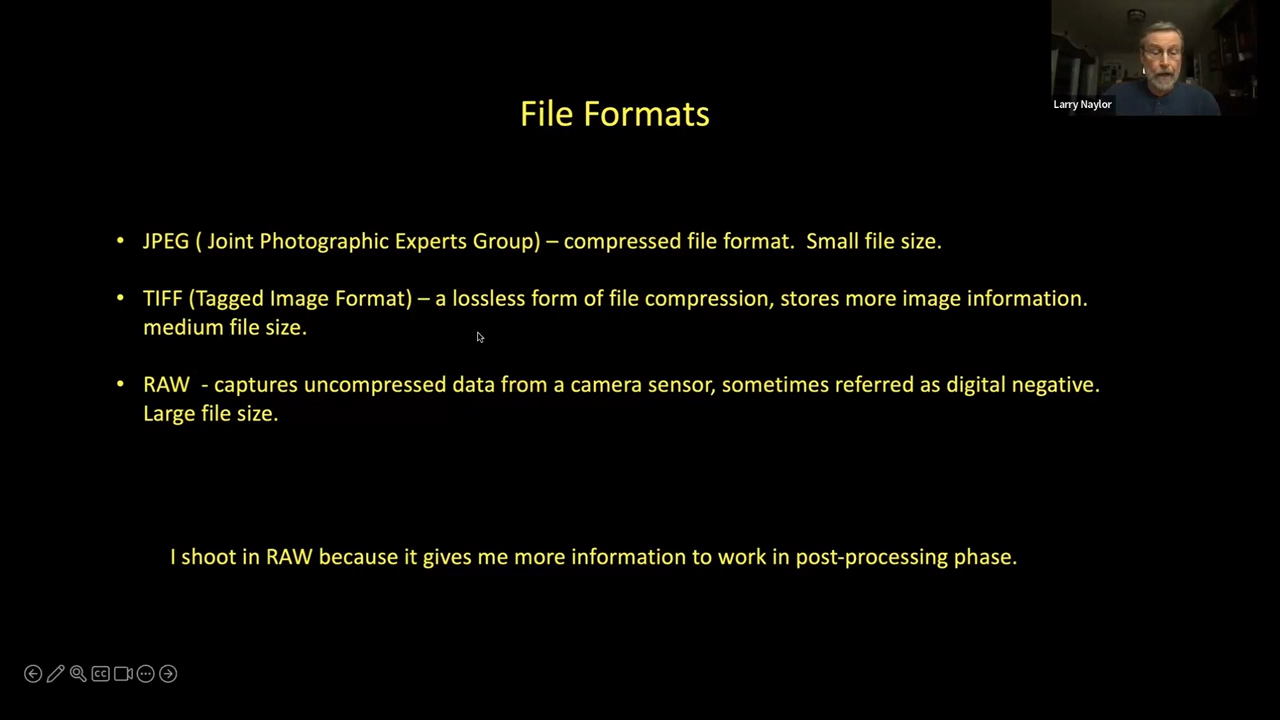 Larry Naylor
File Formats
• JPEG ( Joint Photographic Experts Group) – compressed file format.  Small file size.
• TIFF (Tagged Image Format) – a lossless form of file compression, stores more image information.
medium file size.
• RAW  - captures uncompressed data from a camera sensor, sometimes referred as digital negative.
Large file size.
I shoot in RAW because it gives me more information to work in post-processing phase.
CC